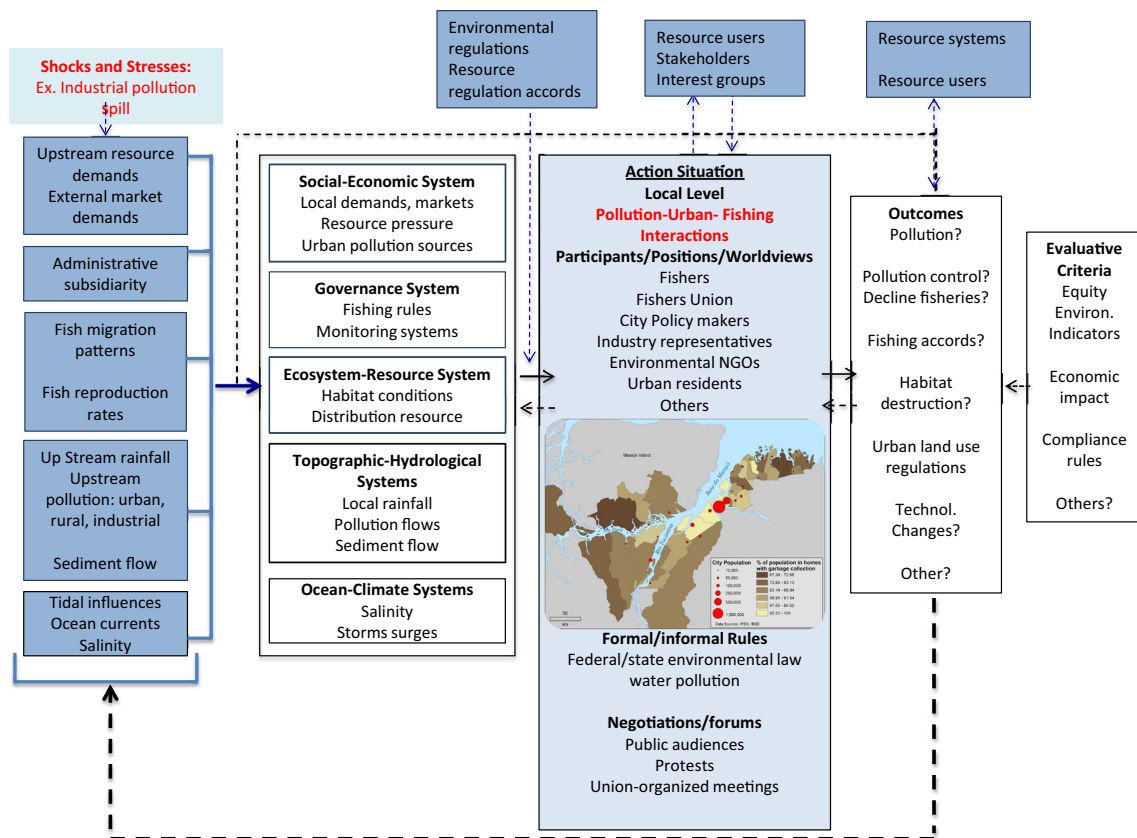 Shocks and Stresses:
Ex. Industrial pollution
spill
Upstream resource
demands
External market
demands
Administrative
subsidiarity
Fish migration
patterns
Fish reproduction
rates
Up Stream rainfall
Upstream
pollution: urban,
rural, industrial
Sediment flow
Tidal influences
Ocean currents
Salinity
Social-Economic System
Local demands, markets
Resource pressure
Urban pollution sources
Governance System
Fishing rules
Monitoring systems
Ecosystem-Resource System
Habitat conditions
Distribution resource
Topographic-Hydrological
Systems
Local rainfall
Pollution flows
Sediment flow
Ocean-Climate Systems
Salinity
Storms surges
Environmental
regulations
Resource
regulation accords
Resource users
Stakeholders
Interest groups
Resource systems
Resource users
Action Situation
Local Level
Pollution-Urban- Fishing
Interactions
Participants/Positions/Worldviews
Fishers
Fishers Union
City Policy makers
Industry representatives
Environmental NGOs
Urban residents
Others
Marajó Island
City Population
% of population in homes
with garbage collection
50
km
Data Sources: IPEA; IBGE
Formal/informal Rules
Federal/state environmental law
water pollution
Negotiations/forums
Public audiences
Protests
Union-organized meetings
Outcomes
Pollution?
Pollution control?
Decline fisheries?
Fishing accords?
Habitat
destruction?
Urban land use
regulations
Technol.
Changes?
Other?
Evaluative
Criteria
Equity
Environ.
Indicators
Economic
impact
Compliance
rules
Others?